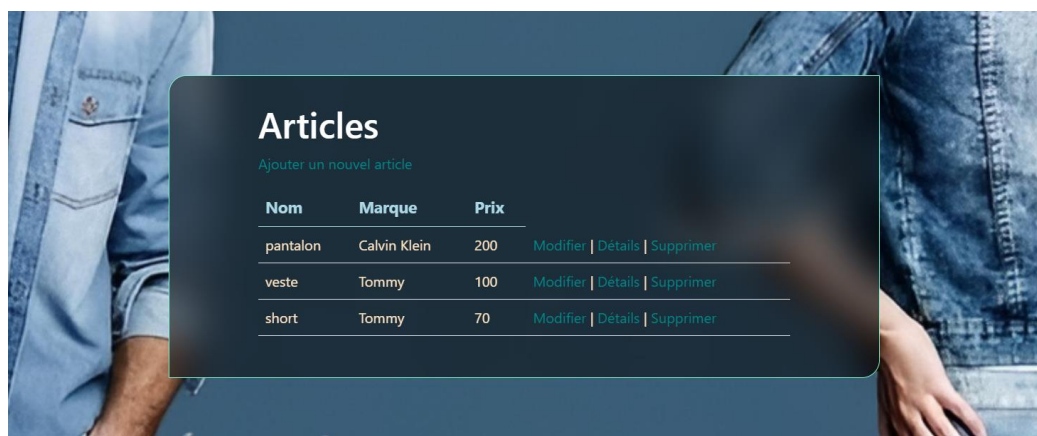 Articles
Ajouter un nouvel article
Nom Marque Prix
pantalon Calvin Klein 200 Modifier | Détails | Supprimer
veste Tommy 100 Modifier | Détails | Supprimer
short Tommy 70 Modifier | Détails | Supprimer